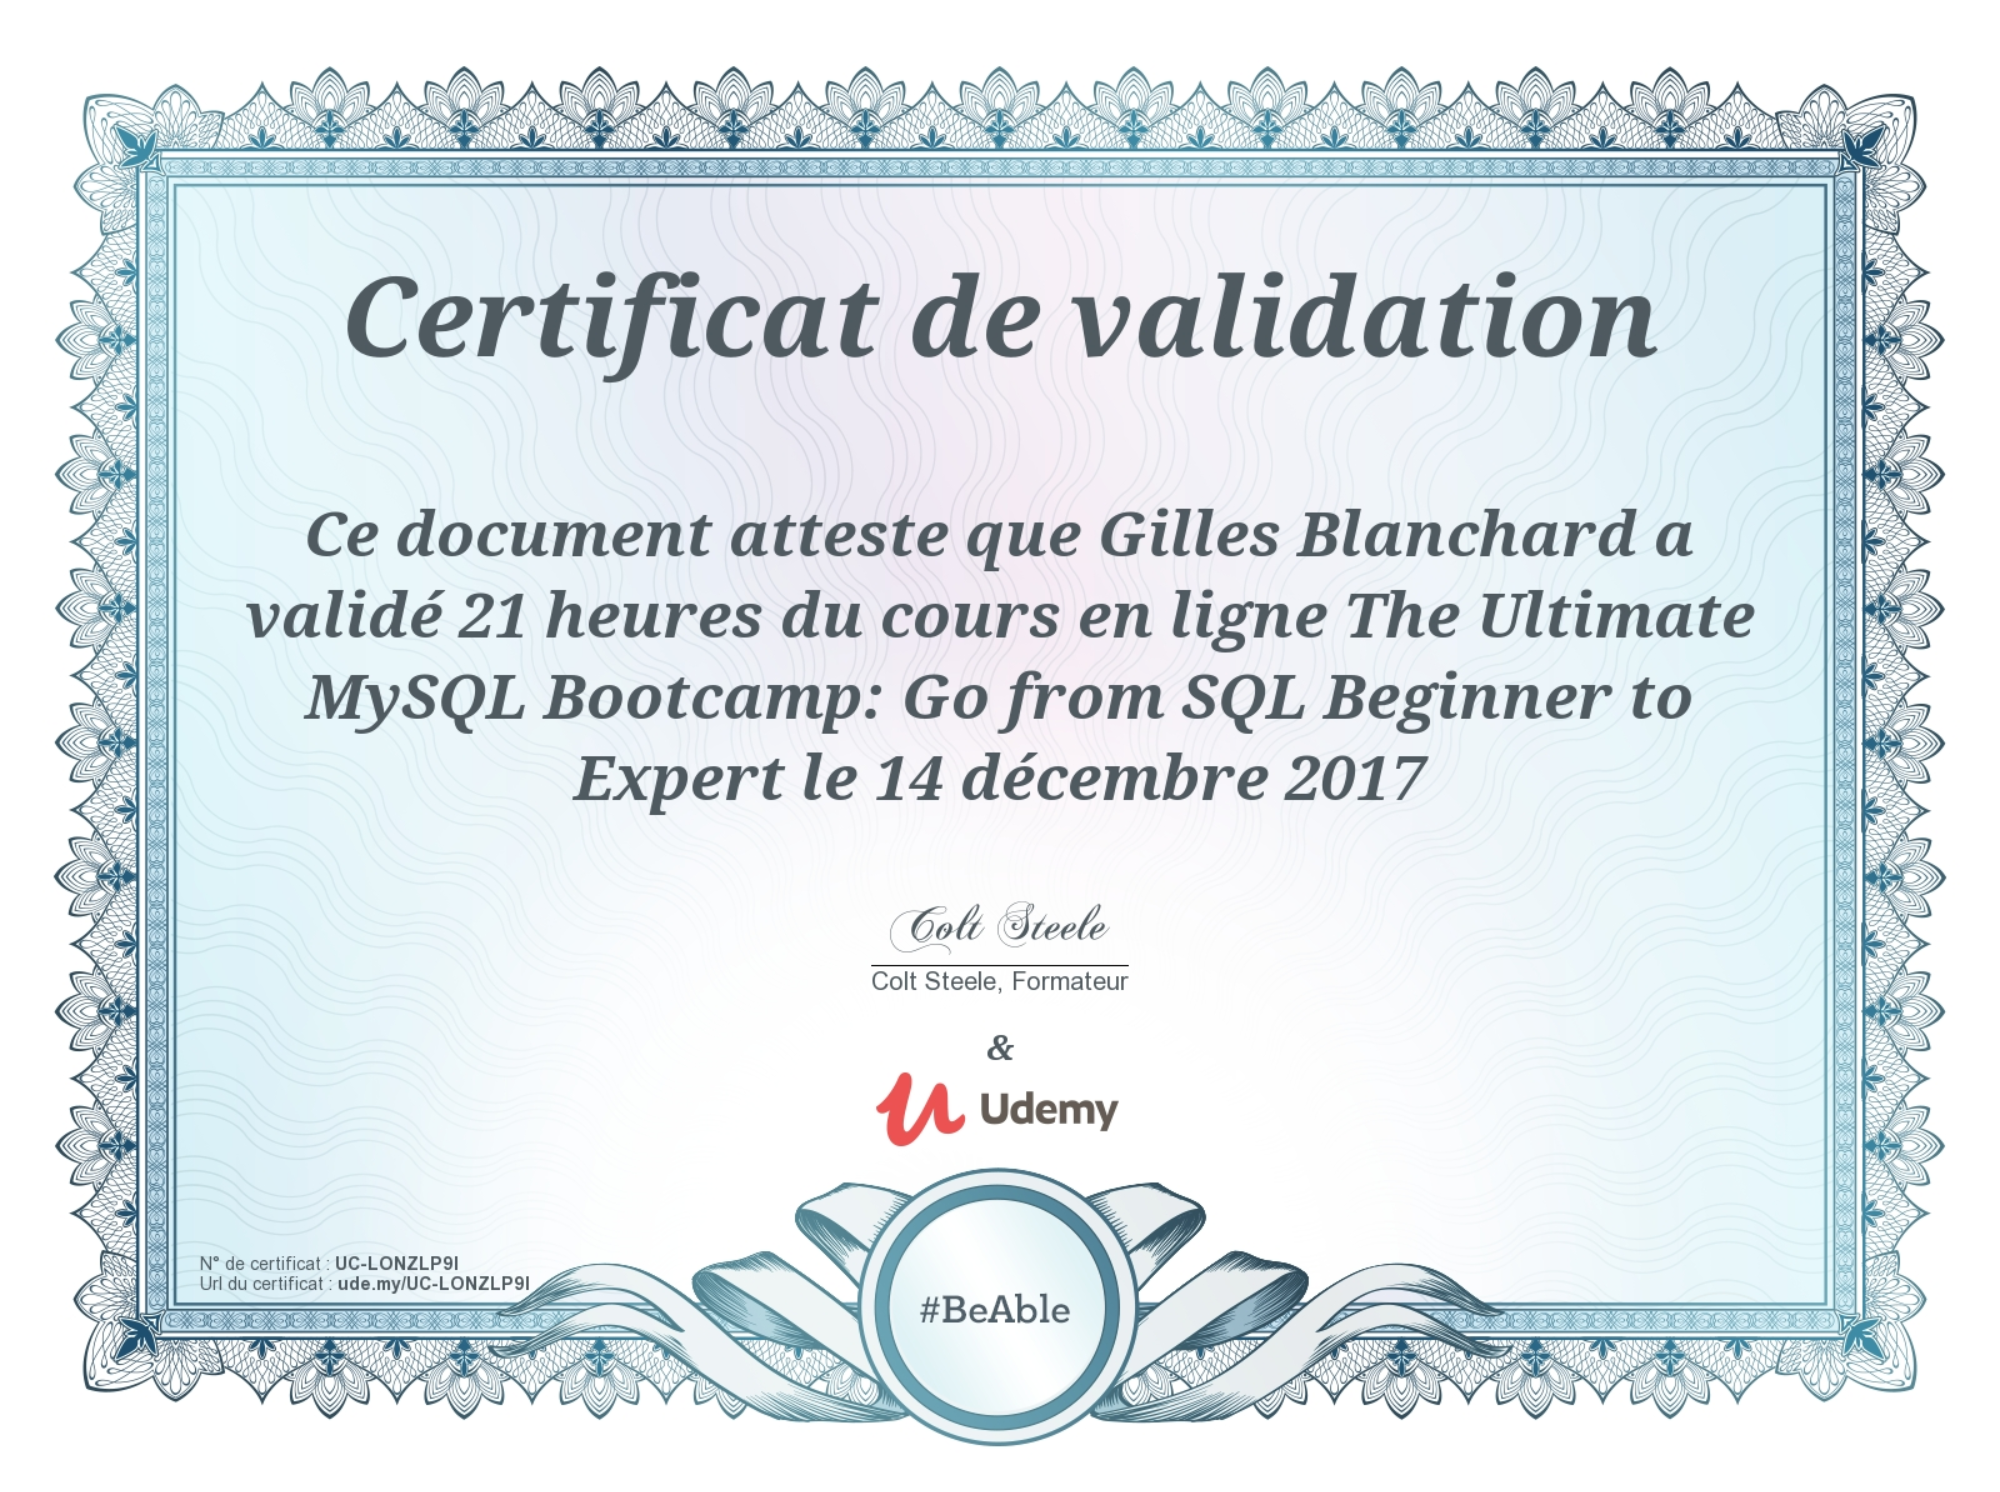 Certificat de validation
Ce document atteste que Gilles Blanchard a
validé 21 heures du cours en ligne The Ultimate
MySQL Bootcamp: Go from SQL Beginner to
Expert le 14 décembre 2017
Colt Steele
Colt Steele, Formateur
&
Udemy
N° de certificat : UC-LONZLP9I
Url du certificat : ude.my/UC-LONZLP9I
#BeAble